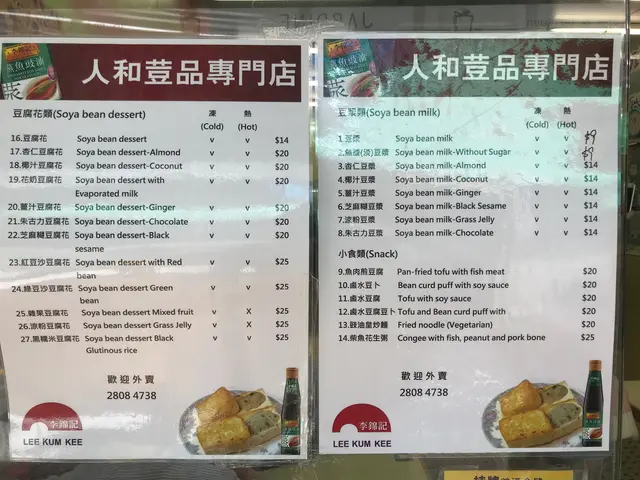 人和荳品專門店
豆腐花類(Soya bean dessert) 凍 熱
(Cold) (Hot)
16.豆腐花 Soya bean dessert v v $14
17.杏仁豆腐花 Soya bean dessert-Almond v v $20
18.椰汁豆腐花 Soya bean dessert-Coconut v v $20
19.花奶豆腐花 Soya bean dessert with v v $20
Evaporated milk
20.薑汁豆腐花 Soya bean dessert-Ginger v v $20
21.朱古力豆腐花 Soya bean dessert-Chocolate v v $20
22.芝麻糊豆腐花 Soya bean dessert-Black v v $20
sesame
23.紅豆沙豆腐花 Soya bean dessert with Red v v $25
bean
24.綠豆沙豆腐花 Soya bean dessert Green v v $25
bean
25.雜果豆腐花 Soya bean dessert Mixed fruit v X $25
26.涼粉豆腐花 Soya bean dessert Grass Jelly v X $25
27.黑糯米豆腐花 Soya bean dessert Black v v $25
Glutinous rice
歡迎外賣
2808 4738
李錦記
LEE KUM KEE
人和荳品專門店
豆漿類(Soya bean milk) 凍 熱
(Cold) (Hot)
1.豆漿 Soya bean milk v v $9
2.無糖(淡)豆漿 Soya bean milk-Without Sugar v v $9
3.杏仁豆漿 Soya bean milk-Almond v v $14
4.椰汁豆漿 Soya bean milk-Coconut v v $14
5.薑汁豆漿 Soya bean milk-Ginger v v $14
6.芝麻糊豆漿 Soya bean milk-Black Sesame v v $14
7.涼粉豆漿 Soya bean milk-Grass Jelly v v $14
8.朱古力豆漿 Soya bean milk-Chocolate v v $14
小食類(Snack)
9.魚肉煎豆腐 Pan-fried tofu with fish meat $20
10.鹵水豆卜 Bean curd puff with soy sauce $20
11.鹵水豆腐 Tofu with soy sauce $20
12.鹵水豆腐豆卜 Tofu and Bean curd puff with $20
13.豉油皇炒麵 Fried noodle (Vegetarian) $20
14.柴魚花生粥 Congee with fish, peanut and pork bone $25
歡迎外賣
2808 4738
李錦記
LEE KUM KEE